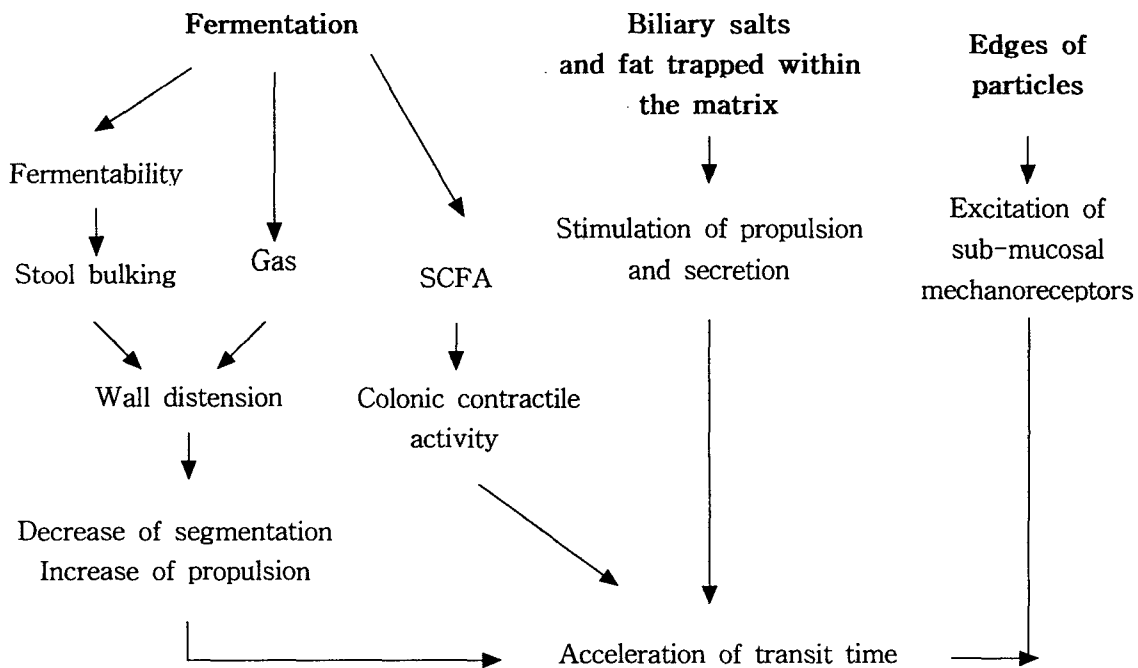 Fermentation
Biliary salts
and fat trapped within
the matrix
Edges of
particles
Fermentability
Stool bulking
Gas
SCFA
Stimulation of propulsion
and secretion
Excitation of
sub-mucosal
mechanoreceptors
Wall distension
Colonic contractile
activity
Decrease of segmentation
Increase of propulsion
Acceleration of transit time